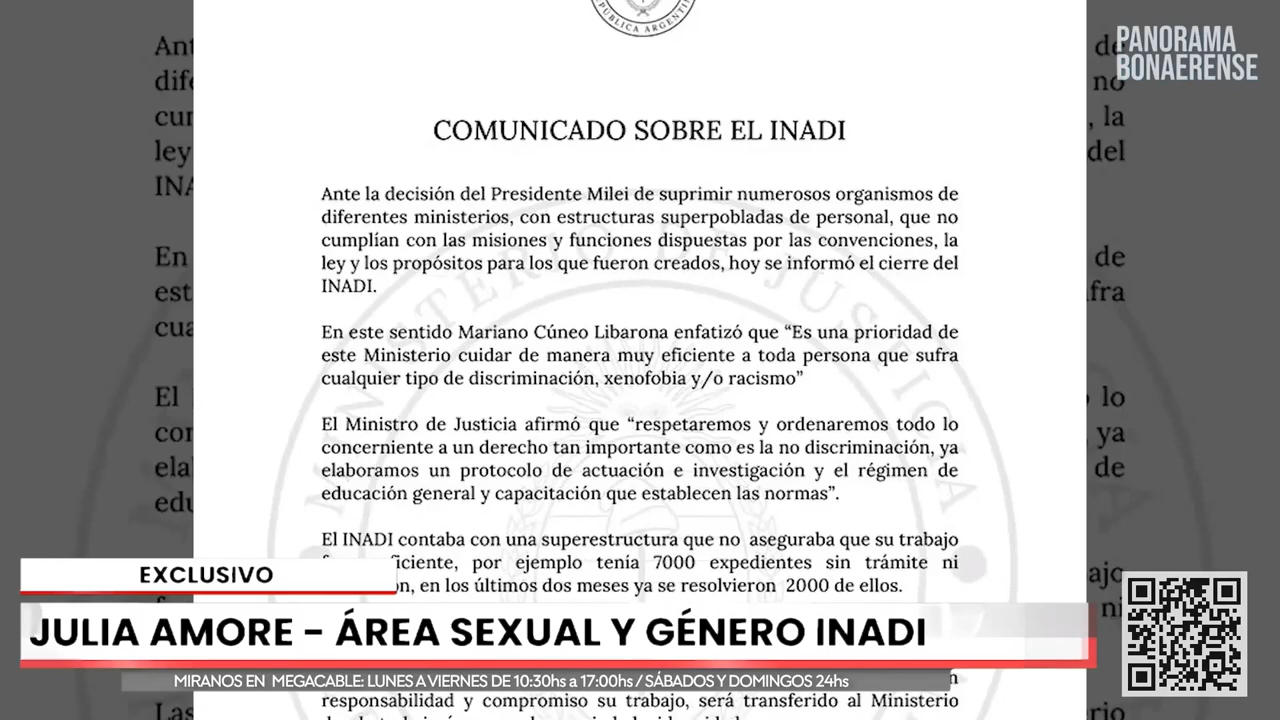 REPÚBLICA ARGENTINA
PANORAMA
BONAERENSE
COMUNICADO SOBRE EL INADI
Ante la decisión del Presidente Milei de suprimir numerosos organismos de
diferentes ministerios, con estructuras superpobladas de personal, que no
cumplían con las misiones y funciones dispuestas por las convenciones, la
ley y los propósitos para los que fueron creados, hoy se informó el cierre del
INADI.
En este sentido Mariano Cúneo Libarona enfatizó que “Es una prioridad de
este Ministerio cuidar de manera muy eficiente a toda persona que sufra
cualquier tipo de discriminación, xenofobia y/o racismo”
El Ministro de Justicia afirmó que “respetaremos y ordenaremos todo lo
concerniente a un derecho tan importante como es la no discriminación, ya
elaboramos un protocolo de actuación e investigación y el régimen de
educación general y capacitación que establecen las normas”.
El INADI contaba con una superestructura que no aseguraba que su trabajo
por ejemplo tenía 7000 expedientes sin trámite ni
en los últimos dos meses ya se resolvieron 2000 de ellos.
MINISTERIO DE JUSTICIA
EXCLUSIVO
JULIA AMORE - ÁREA SEXUAL Y GÉNERO INADI
MIRANOS EN MEGACABLE: LUNES A VIERNES DE 10:30hs a 17:00hs / SÁBADOS Y DOMINGOS 24hs
responsabilidad y compromiso su trabajo, será transferido al Ministerio